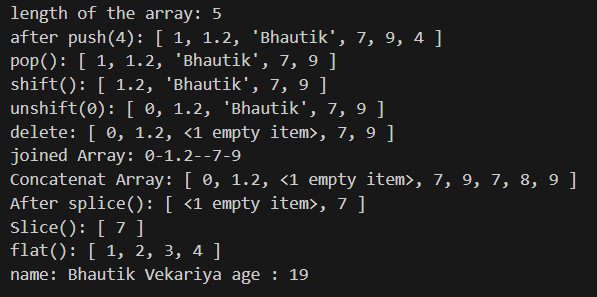 length of the array: 5
after push(4): [ 1, 1.2, 'Bhautik', 7, 9, 4 ]
pop(): [ 1, 1.2, 'Bhautik', 7, 9 ]
shift(): [ 1.2, 'Bhautik', 7, 9 ]
unshift(0): [ 0, 1.2, 'Bhautik', 7, 9 ]
delete: [ 0, 1.2, <1 empty item>, 7, 9 ]
joined Array: 0-1.2--7-9
Concatenat Array: [ 0, 1.2, <1 empty item>, 7, 9, 7, 8, 9 ]
After splice(): [ <1 empty item>, 7 ]
Slice(): [ 7 ]
flat(): [ 1, 2, 3, 4 ]
name: Bhautik Vekariya age : 19